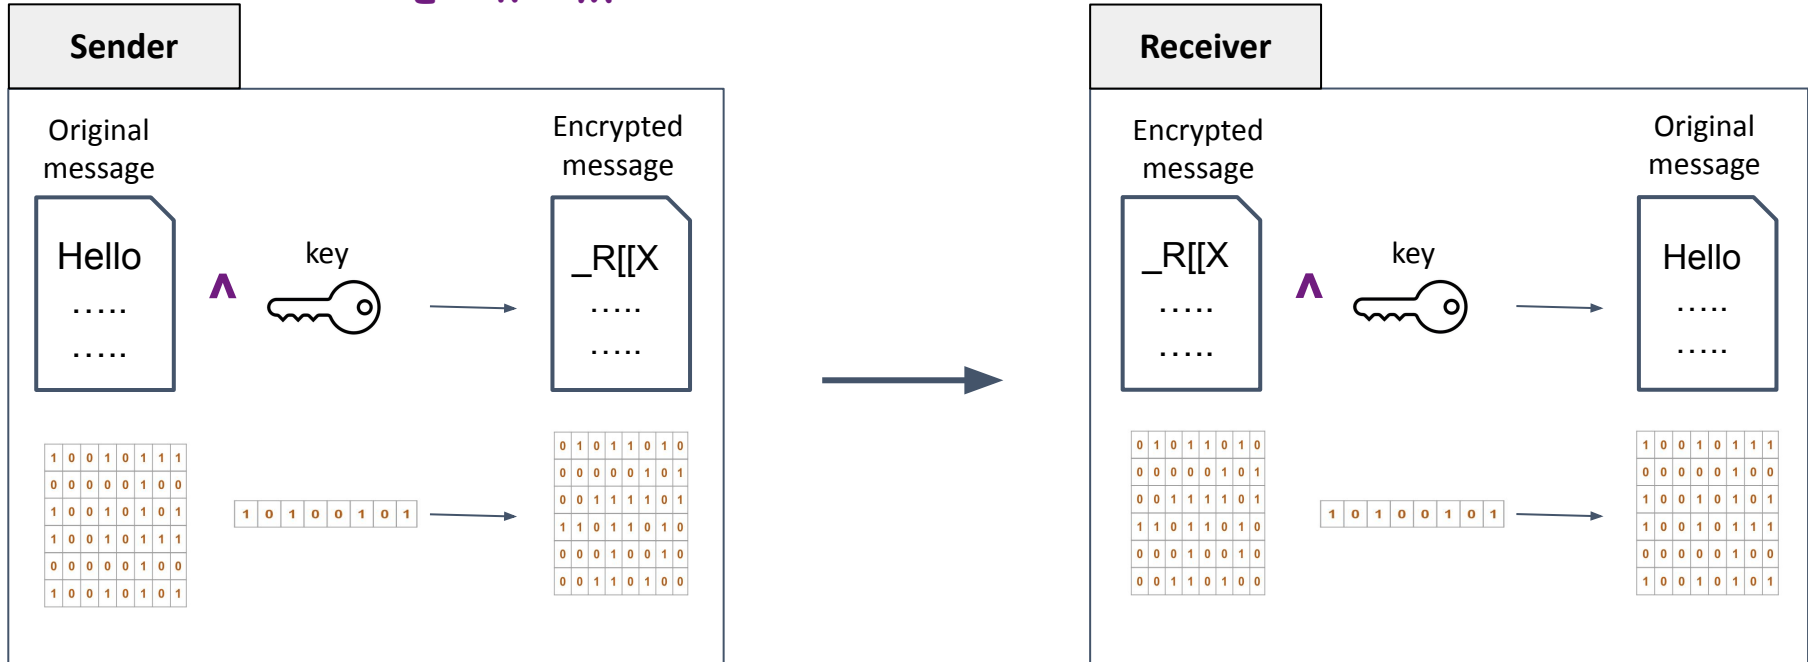 Sender
Original
message
Hello
.....
.....
^
key
Encrypted
message
_R[[X
.....
.....
1 0 0 1 0 1 1 1
0 0 0 0 0 1 0 0
1 0 0 1 0 1 0 1
1 0 0 1 0 1 1 1
0 0 0 0 0 1 0 0
1 0 0 1 0 1 0 1
1 0 1 0 0 1 0 1
0 1 0 1 1 0 1 0
0 0 0 0 0 1 0 1
0 0 1 1 1 1 0 1
1 1 0 1 1 0 1 0
0 0 0 1 0 0 1 0
0 0 1 1 0 1 0 0
Receiver
Encrypted
message
_R[[X
.....
.....
^
key
Original
message
Hello
.....
.....
0 1 0 1 1 0 1 0
0 0 0 0 0 1 0 1
0 0 1 1 1 1 0 1
1 1 0 1 1 0 1 0
0 0 0 1 0 0 1 0
0 0 1 1 0 1 0 0
1 0 1 0 0 1 0 1
1 0 0 1 0 1 1 1
0 0 0 0 0 1 0 0
1 0 0 1 0 1 0 1
1 0 0 1 0 1 1 1
0 0 0 0 0 1 0 0
1 0 0 1 0 1 0 1